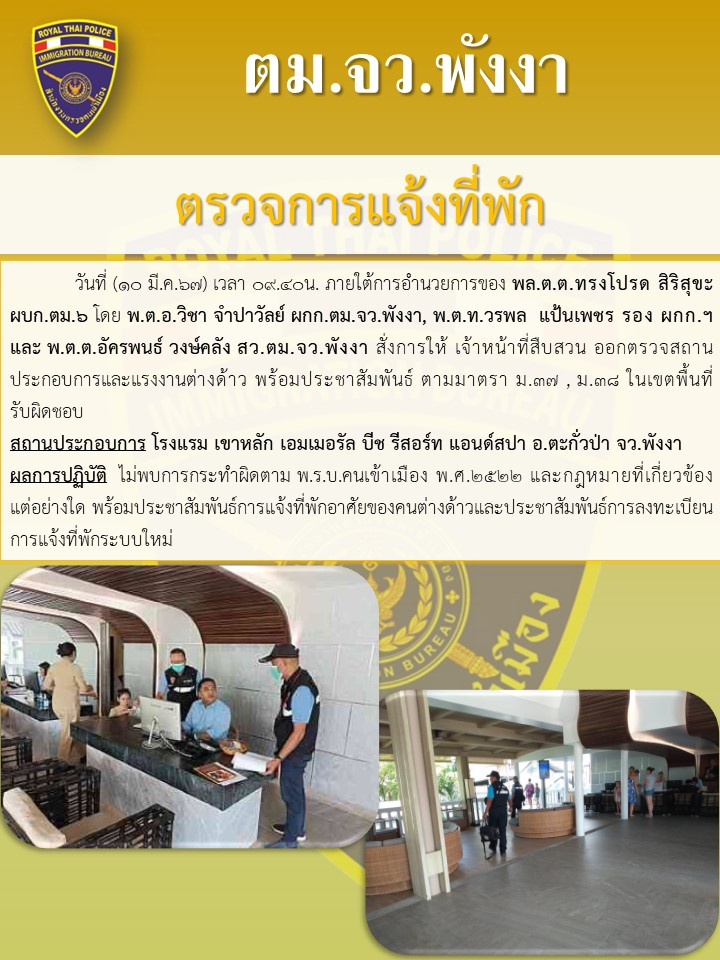 ROYAL THAI POLICE
IMMIGRATION BUREAU
สำนักงานตรวจคนเข้าเมือง
ตม.จว.พังงา
ตรวจการแจ้งที่พัก
วันที่ (๑๐ มี.ค.๖๗) เวลา ๐๙.๔๐น. ภายใต้การอำนวยการของ พล.ต.ต.ทรงโปรด สิริสุขะ
ผบก.ตม.๖ โดย พ.ต.อ.วิชา จำปาวัลย์ ผกก.ตม.จว.พังงา, พ.ต.ท.วรพล แป้นเพชร รอง ผกก.ฯ
และ พ.ต.ต.อัครพนธ์ วงษ์คลัง สว.ตม.จว.พังงา สั่งการให้ เจ้าหน้าที่สืบสวน ออกตรวจสถาน
ประกอบการและแรงงานต่างด้าว พร้อมประชาสัมพันธ์ ตามมาตรา ม.๓๗ , ม.๓๘ ในเขตพื้นที่
รับผิดชอบ
สถานประกอบการ โรงแรม เขาหลัก เอมเมอรัล บีช รีสอร์ท แอนด์สปา อ.ตะกั่วป่า จว.พังงา
ผลการปฏิบัติ ไม่พบการกระทำผิดตาม พ.ร.บ.คนเข้าเมือง พ.ศ.๒๕๒๒ และกฎหมายที่เกี่ยวข้อง
แต่อย่างใด พร้อมประชาสัมพันธ์การแจ้งที่พักอาศัยของคนต่างด้าวและประชาสัมพันธ์การลงทะเบียน
การแจ้งที่พักระบบใหม่